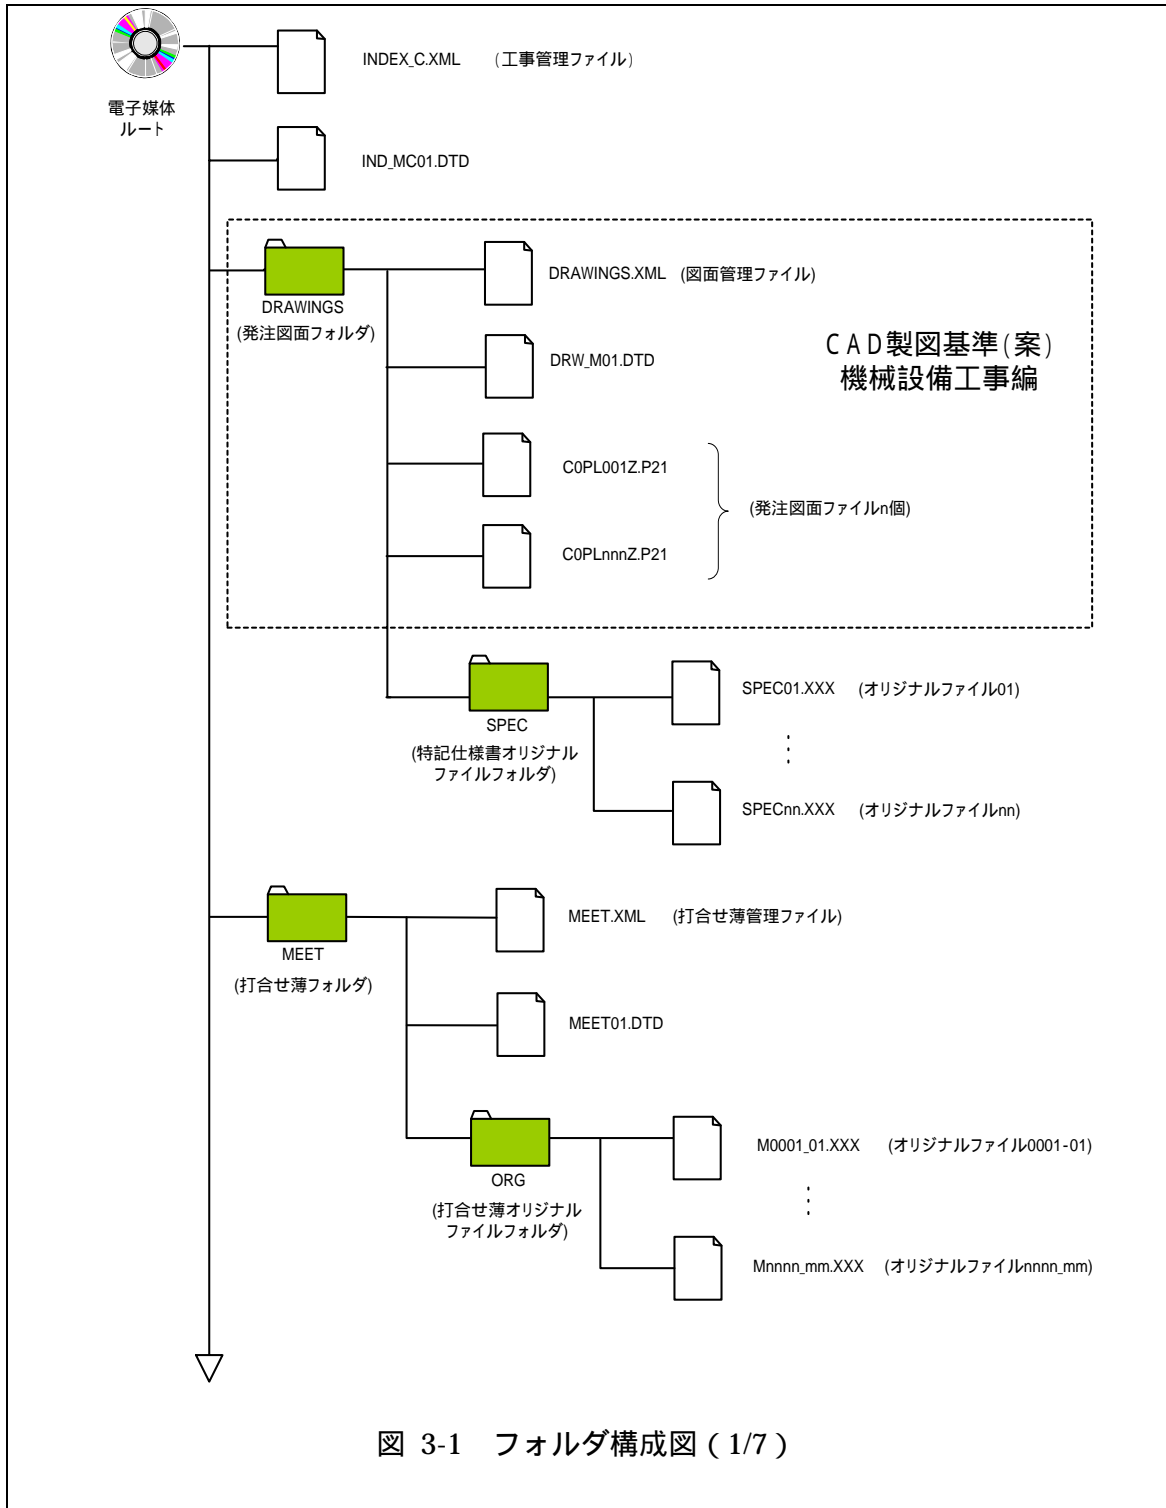 INDEX_C.XML (工事管理ファイル)
電子媒体
ルート
IND_MC01.DTD
DRAWINGS
(発注図面フォルダ)
DRAWINGS.XML (図面管理ファイル)
CAD製図基準(案)
機械設備工事編
DRW_M01.DTD
C0PL001Z.P21
(発注図面ファイルn個)
C0PLnnnZ.P21
SPEC
(特記仕様書オリジナル
ファイルフォルダ)
SPEC01.XXX (オリジナルファイル01)
SPECnn.XXX (オリジナルファイルnn)
MEET
(打合せ薄フォルダ)
MEET.XML (打合せ薄管理ファイル)
MEET01.DTD
ORG
(打合せ薄オリジナル
ファイルフォルダ)
M0001_01.XXX (オリジナルファイル0001-01)
Mnnnn_mm.XXX (オリジナルファイルnnnn_mm)
図 3-1 フォルダ構成図(1/7)